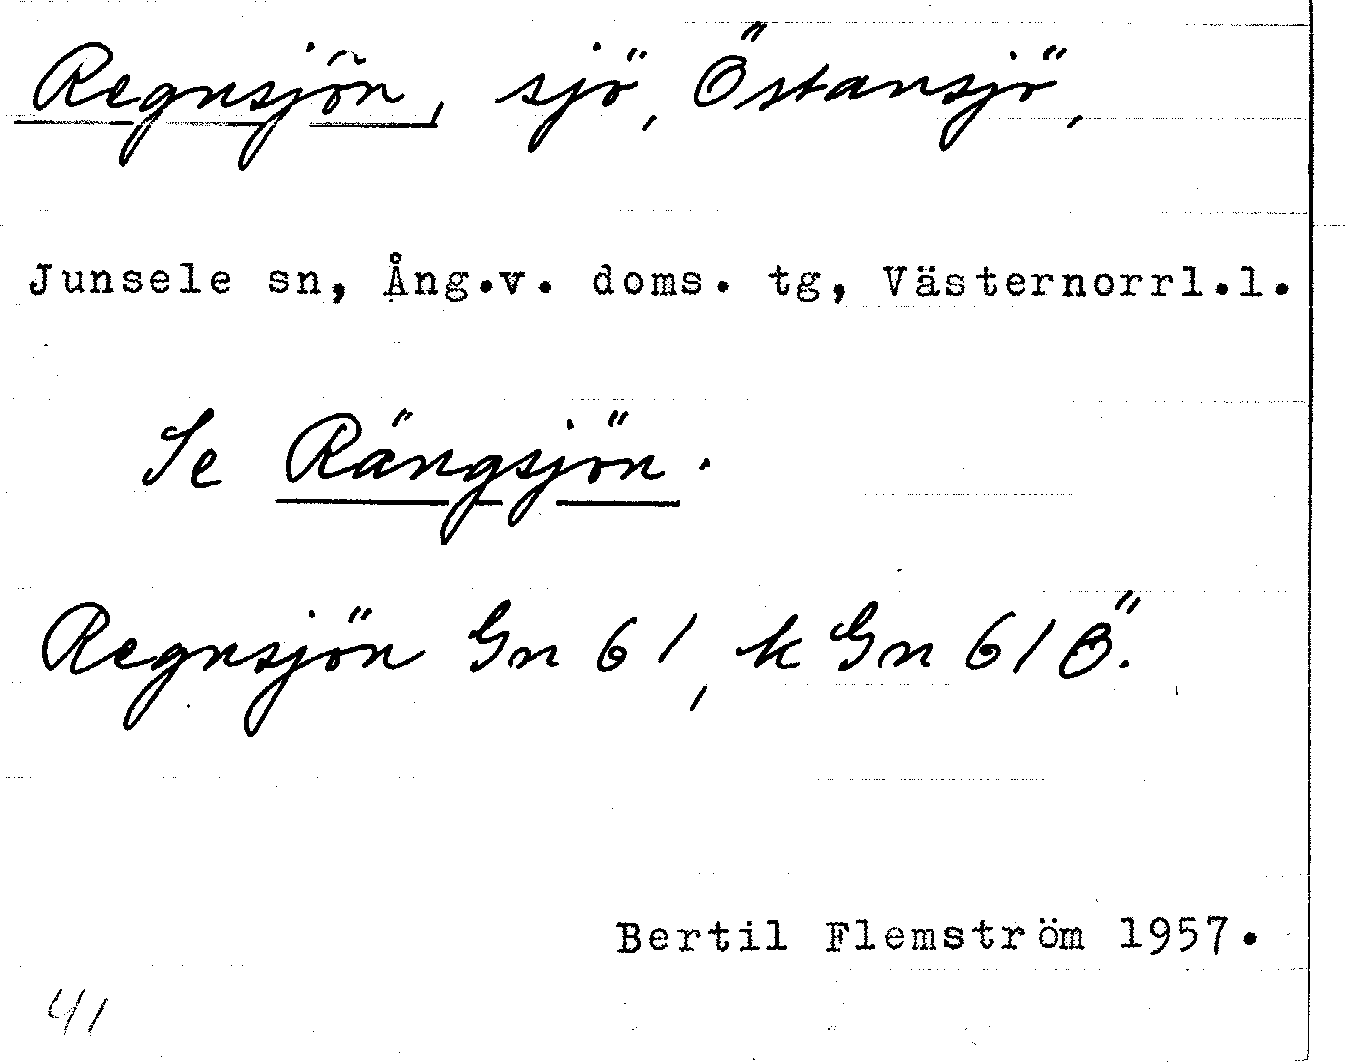 Regnsjön, sjö, Östansjö,
Junsele sn, Ång.v. doms. tg, Västernorrl.l.
Se Rängsjön.
Regnsjön Gn 61, k Gn 61 Ö.
Bertil Flemström 1957.
41